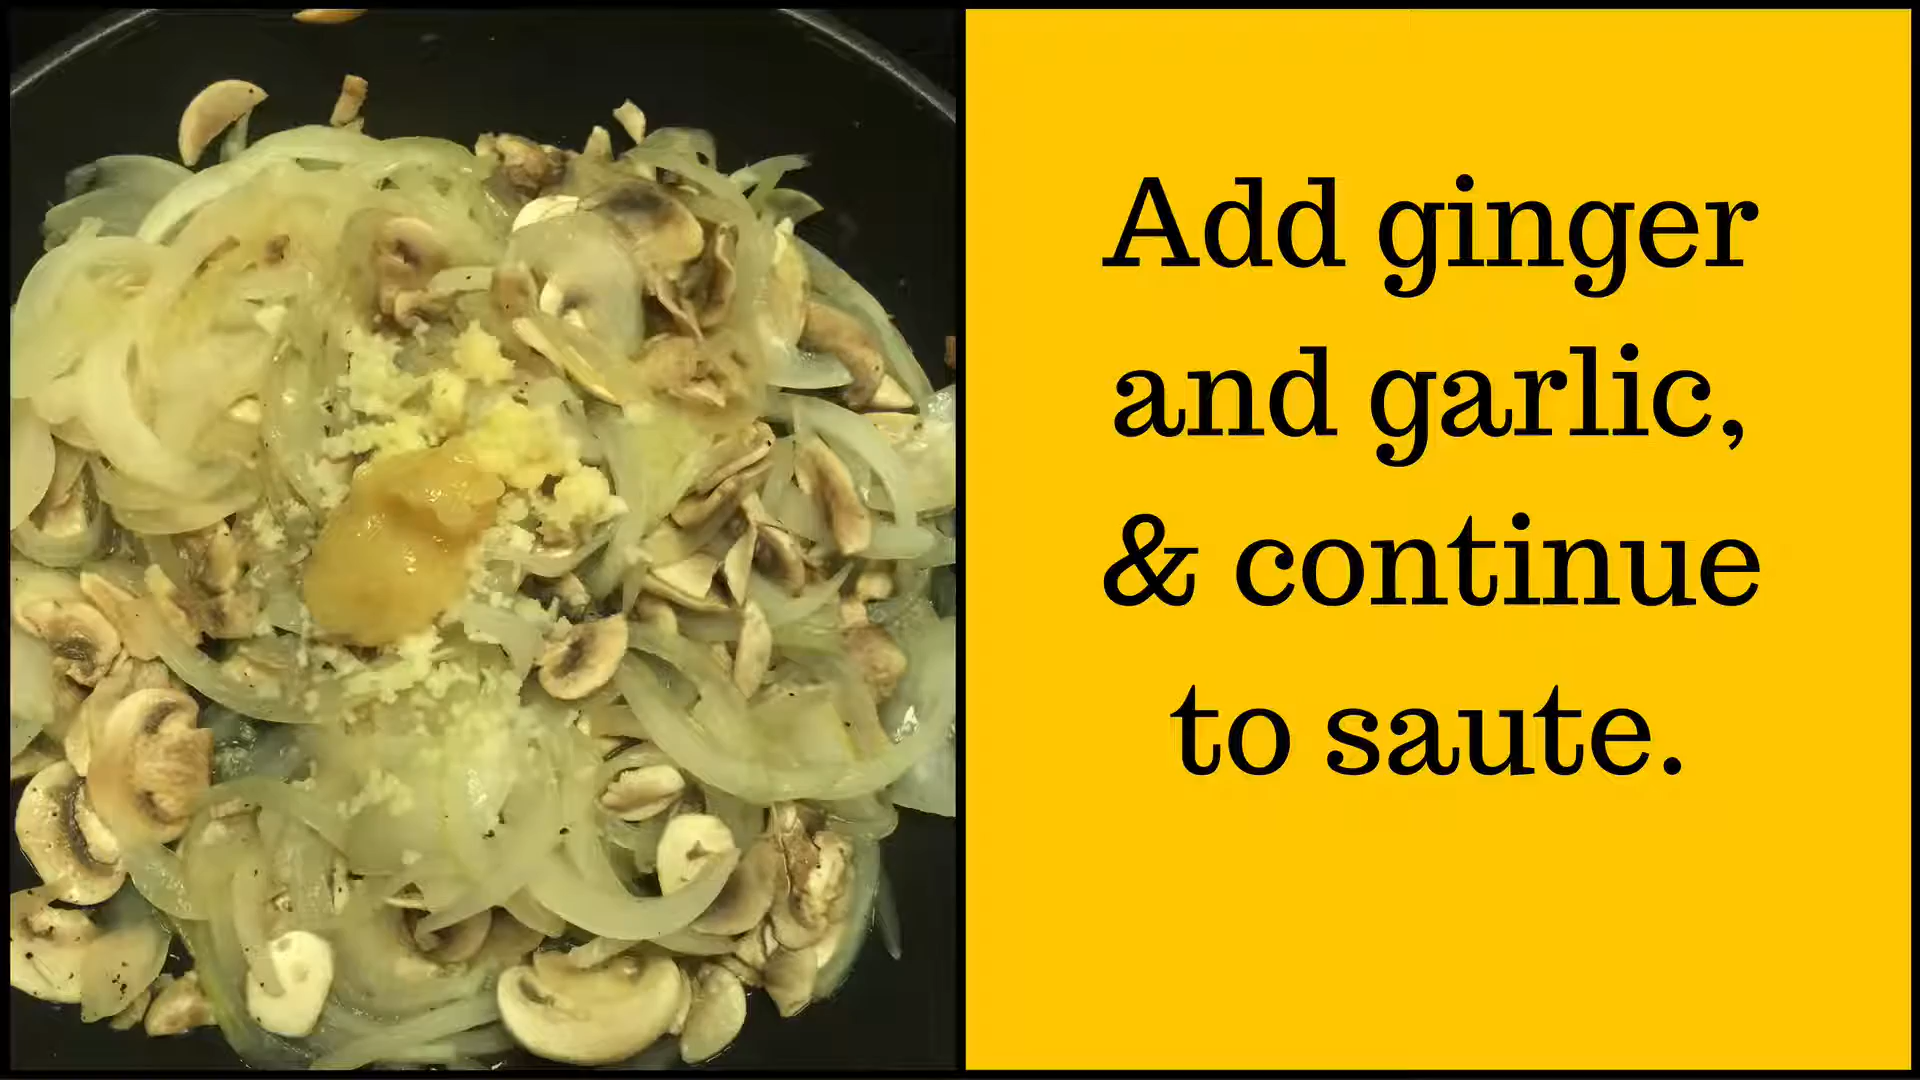 Add ginger
and garlic,
& continue
to saute.